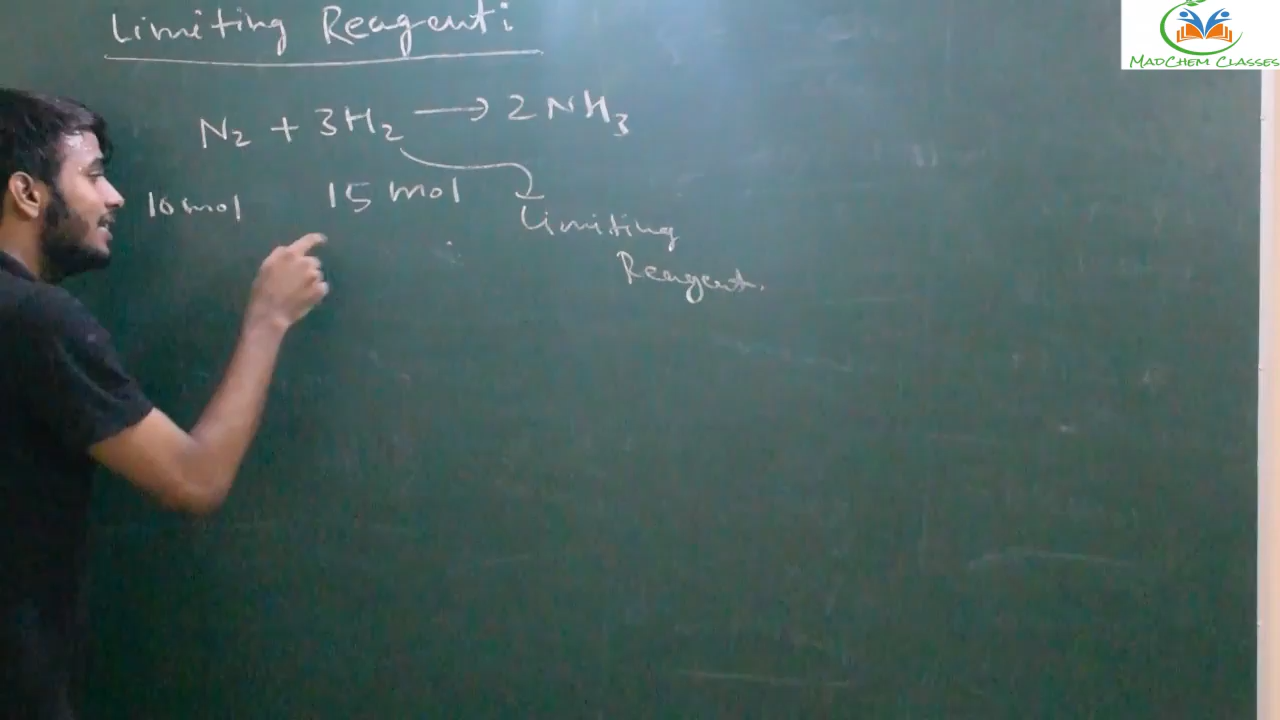 Limiting Reagent:
N2 + 3H2 → 2NH3
10 mol 15 mol
Limiting
Reagent.
MADCHEM CLASSES